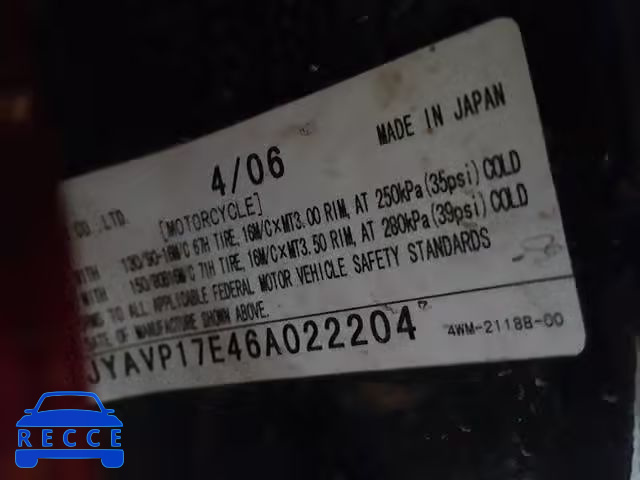 MADE IN JAPAN
4/06
CO., LTD.
[MOTORCYCLE]
WITH 130/90-16M/C 67H TIRE, 16M/C×MT3.00 RIM, AT 250kPa(35psi) COLD
WITH 150/80B16M/C 71H TIRE, 16M/C×MT3.50 RIM, AT 280kPa(39psi) COLD
TO ALL APPLICABLE FEDERAL MOTOR VEHICLE SAFETY STANDARDS
DATE OF MANUFACTURE SHOWN ABOVE.
JYAVP17E46A022204
4WM-2118B-00
RECCE